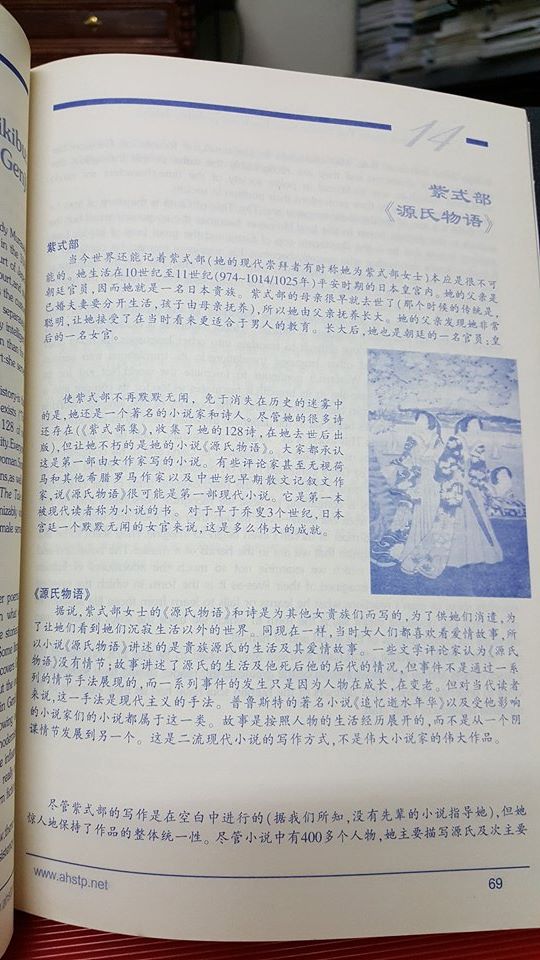 14
紫式部
《源氏物语》
紫式部
当今世界还能记着紫式部(她的现代崇拜者有时称她为紫式部女士)本应是很不可
能的。她生活在10世纪至11世纪(974-1014/1025年)平安时期的日本皇宫内。她的父亲是
朝廷官员,因而她就是一名日本贵族。紫式部的母亲很早就去世了(那个时候的传统是,
已婚夫妻要分开生活,孩子由母亲抚养),所以她由父亲抚养长大。她的父亲发现她非常
聪明,让她接受了在当时看来更适合于男人的教育。长大后,她也是朝廷的一名官员:皇
后的一名女官。
使紫式部不再默默无闻,免于消失在历史的迷雾中
的是,她还是一个著名的小说家和诗人。尽管她的很多诗
还存在(《紫式部集》,收集了她的128诗,在她去世后出
版),但让她不朽的是她的小说《源氏物语》。大家都承认
这是第一部由女作家写的小说。有些评论家甚至无视荷
马和其他希腊罗马作家以及中世纪早期散文记叙文作
家,说《源氏物语》很可能是第一部现代小说。它是第一本
被现代读者称为小说的书。对于早于乔叟3个世纪,日本
宫廷一个默默无闻的女官来说,这是多么伟大的成就。
《源氏物语》
据说,紫式部女士的《源氏物语》和诗是为其他女贵族们而写的,为了供她们消遣,为
了让她们看到她们沉寂生活以外的世界。同现在一样,当时女人们都喜看爱情故事,所
以小说《源氏物语》讲述的是贵族源氏的生活及其爱情故事。一些文学评论家认为《源氏
物语》没有情节;故事讲述了源氏的生活及他死后他的后代的情况,但事件不是通过一系
列的情节手法展现的,而一系列事件的发生只是因为人物在成长,在变老。但对当代读者
来说,这一手法是现代主义的手法。普鲁斯特的著名小说《追忆逝水年华》以及受他影响
的小说家们的小说都属于这一类。故事是按照人物的生活经历展开的,而不是从一个阴
谋情节发展到另一个。这是二流现代小说的写作方式,不是伟大小说家的伟大作品。
尽管紫式部的写作是在空白中进行的(据我们所知,没有先辈的小说指导她),但她
惊人地保持了作品的整体统一性。尽管小说中有400多个人物,她主要描写源氏及次主要
www.ahstp.net
69